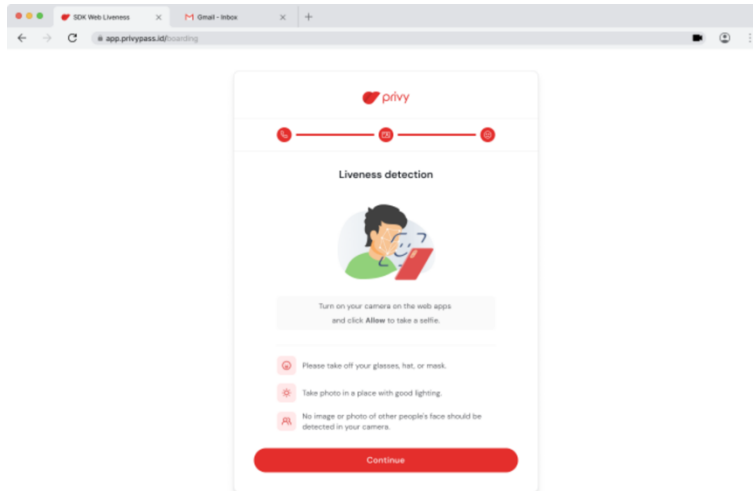 SDK Web Liveness
Gmail - Inbox
app.privypass.id/boarding
privy
Liveness detection
Turn on your camera on the web apps
and click Allow to take a selfie.
Please take off your glasses, hat, or mask.
Take photo in a place with good lighting.
No image or photo of other people's face should be
detected in your camera.
Continue